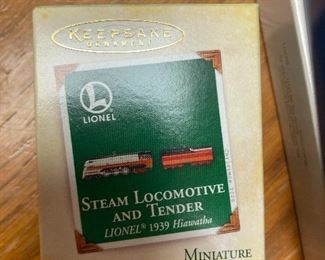 KEEPSAKE
ORNAMENT
L
LIONEL
STEAM LOCOMOTIVE
AND TENDER
LIONEL® 1939 Hiawatha
MINIATURE